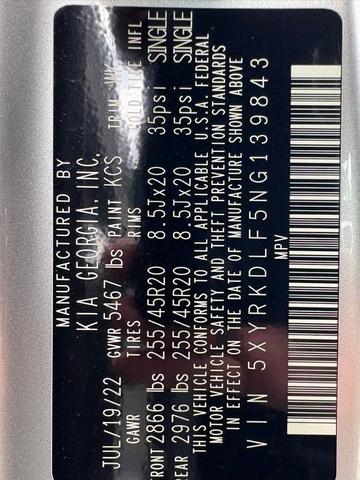 MANUFACTURED BY
KIA GEORGIA, INC.
JUL/19/22 GVWR 5467 lbs PAINT KCS TRIM WK
GAWR TIRES RIMS COLD TIRE INFL
FRONT 2866 lbs 255/45R20 8.5Jx20 35psi SINGLE
REAR 2976 lbs 255/45R20 8.5Jx20 35psi SINGLE
THIS VEHICLE CONFORMS TO ALL APPLICABLE U.S.A. FEDERAL
MOTOR VEHICLE SAFETY AND THEFT PREVENTION STANDARDS
IN EFFECT ON THE DATE OF MANUFACTURE SHOWN ABOVE
VIN 5XYRKDLF5NG139843
MPV